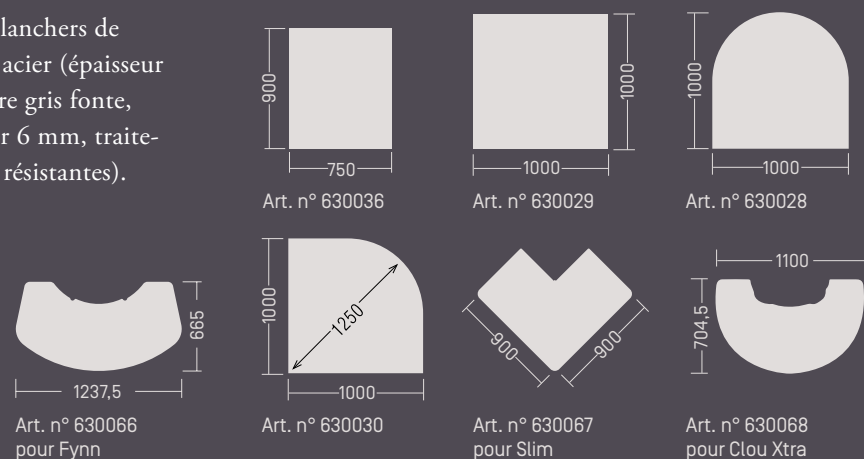 lanchers de
acier (épaisseur
re gris fonte,
r 6 mm, traite-
résistantes).
900
750
Art. n° 630036
1000
1000
Art. n° 630029
1000
1000
Art. n° 630028
665
1237,5
Art. n° 630066
pour Fynn
1000
1250
1000
Art. n° 630030
900
900
Art. n° 630067
pour Slim
1100
704,5
Art. n° 630068
pour Clou Xtra